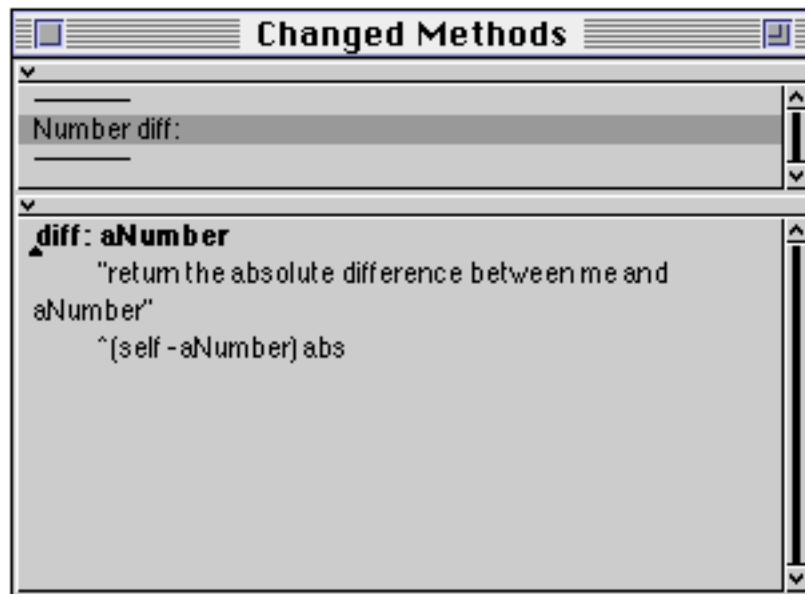 Changed Methods
Number diff:
diff: aNumber
"return the absolute difference between me and
aNumber"
^(self - aNumber) abs